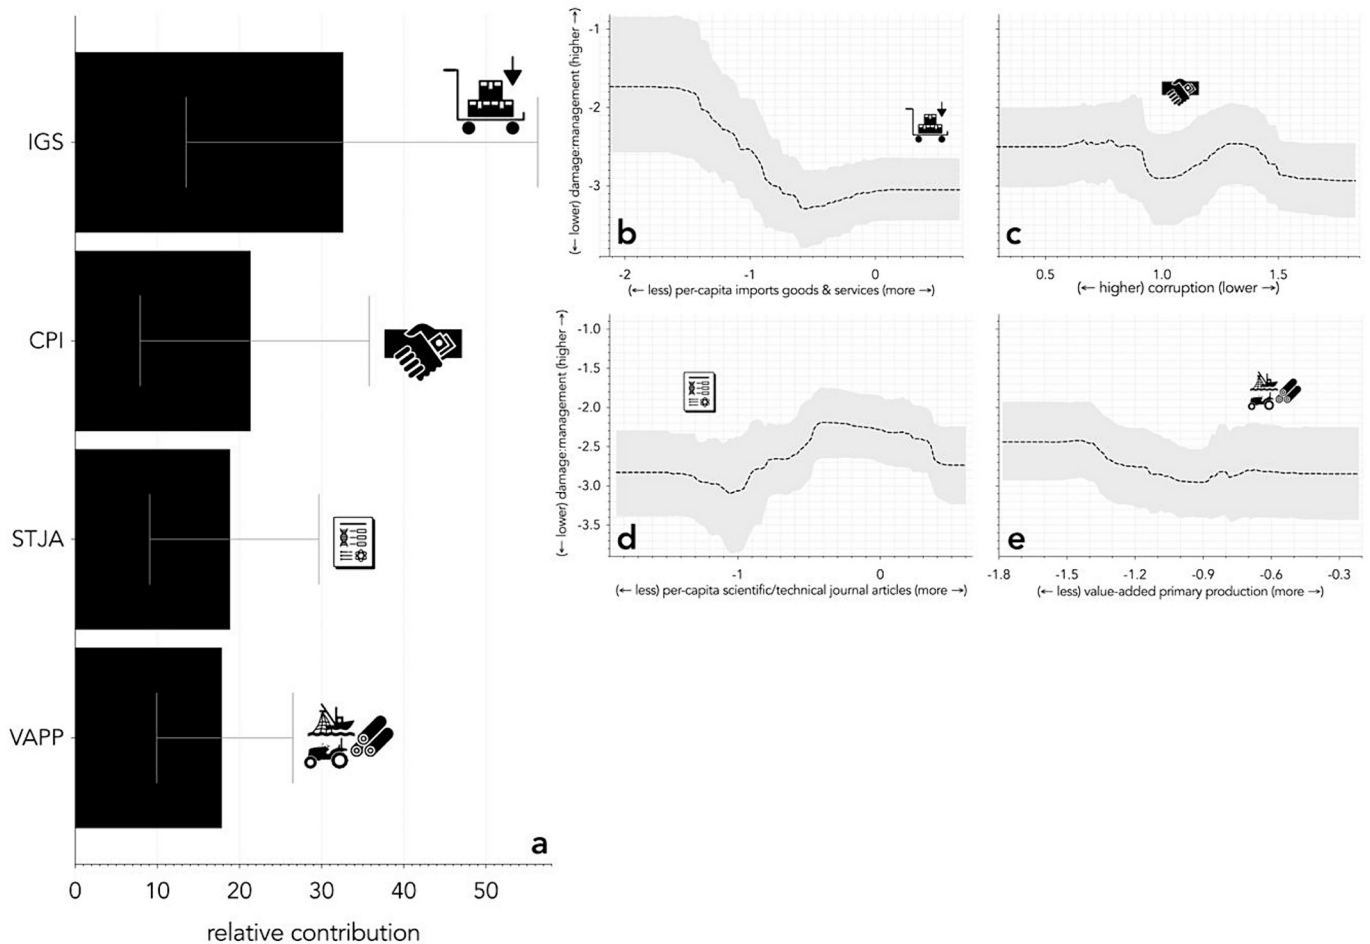 IGS
CPI
STJA
VAPP
0 10 20 30 40 50
relative contribution
a
(← lower) damage:management (higher →)
-1
-2
-3
b
-2 -1 0
(← less) per-capita imports goods & services (more →)
c
0.5 1.0 1.5
(← higher) corruption (lower →)
(← lower) damage:management (higher →)
-1.0
-1.5
-2.0
-2.5
-3.0
-3.5
d
-1 0
(← less) per-capita scientific/technical journal articles (more →)
e
-1.8 -1.5 -1.2 -0.9 -0.6 -0.3
(← less) value-added primary production (more →)